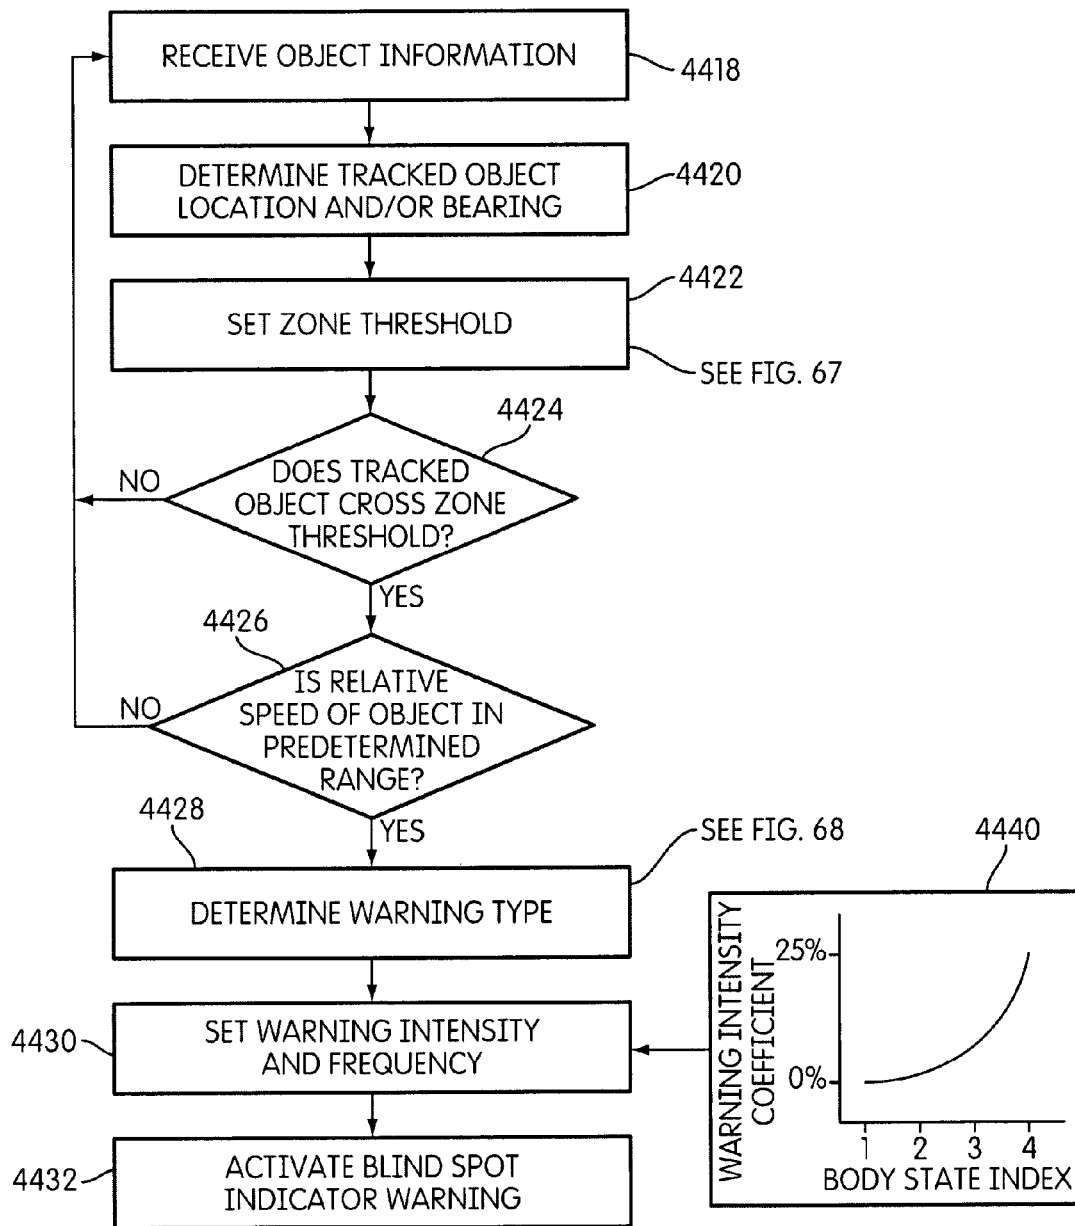 RECEIVE OBJECT INFORMATION
4418
DETERMINE TRACKED OBJECT
LOCATION AND/OR BEARING
4420
4422
SET ZONE THRESHOLD
SEE FIG. 67
4424
DOES TRACKED
OBJECT CROSS ZONE
THRESHOLD?
NO
YES
4426
IS RELATIVE
SPEED OF OBJECT IN
PREDETERMINED
RANGE?
NO
YES
4428
SEE FIG. 68
DETERMINE WARNING TYPE
4430
SET WARNING INTENSITY
AND FREQUENCY
4440
WARNING INTENSITY
COEFFICIENT
25%
0%
1 2 3 4
BODY STATE INDEX
4432
ACTIVATE BLIND SPOT
INDICATOR WARNING